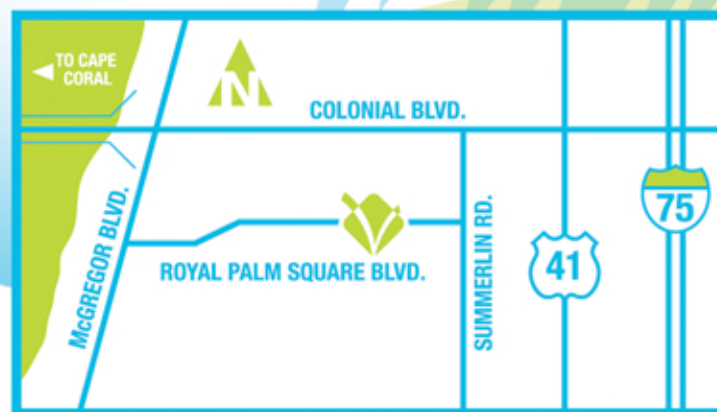 TO CAPE
CORAL
N
COLONIAL BLVD.
McGREGOR BLVD.
ROYAL PALM SQUARE BLVD.
SUMMERLIN RD.
41
75